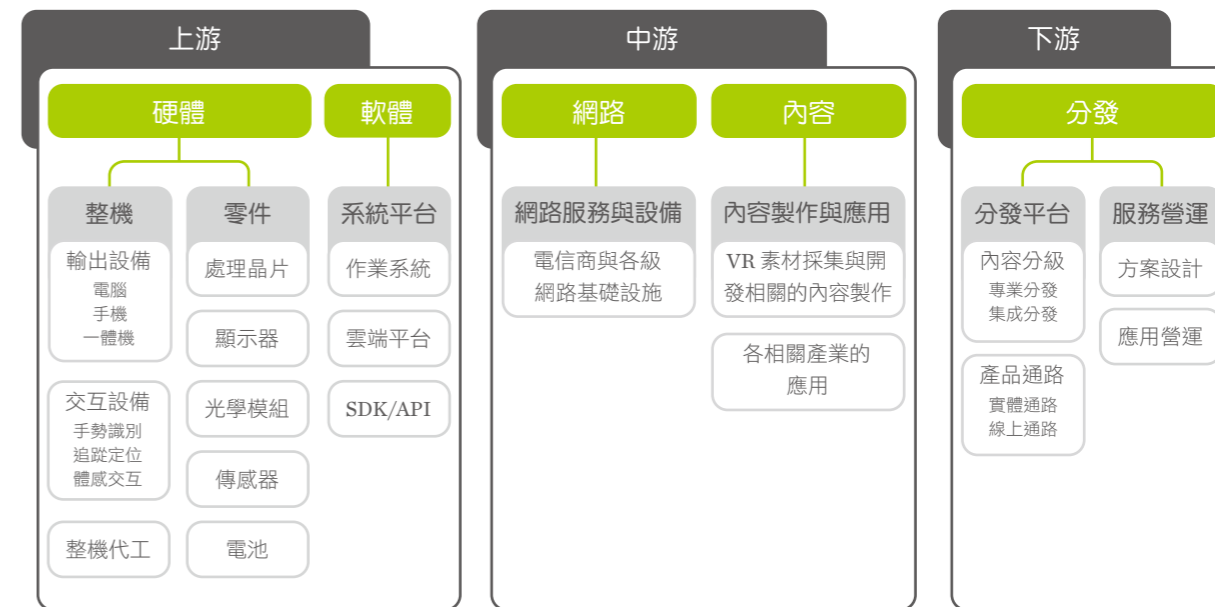 上游
硬體
軟體
整機
輸出設備
電腦
手機
一體機
交互設備
手勢識別
追蹤定位
體感交互
整機代工
零件
處理晶片
顯示器
光學模組
傳感器
電池
系統平台
作業系統
雲端平台
SDK/API
中游
網路
網路服務與設備
電信商與各級
網路基礎設施
內容
內容製作與應用
VR 素材採集與開
發相關的內容製作
各相關產業的
應用
下游
分發
分發平台
內容分級
專業分發
集成分發
產品通路
實體通路
線上通路
服務營運
方案設計
應用營運